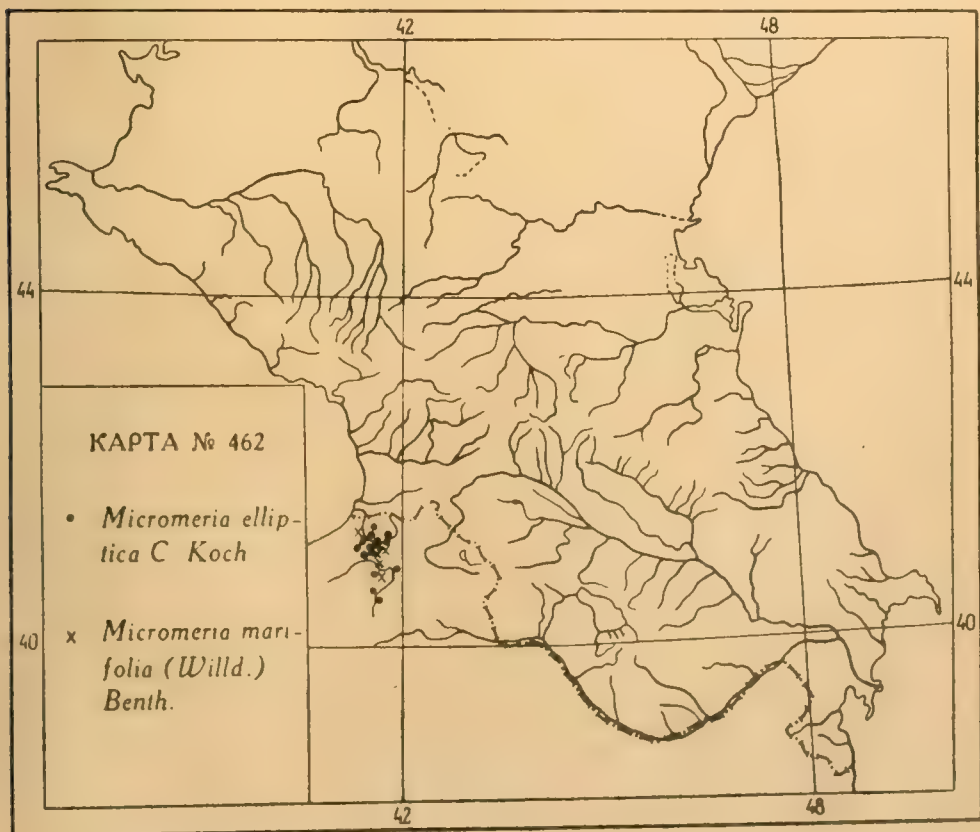 42 48
44 44
КАРТА № 462
• Micromeria ellip-
tica C Koch
40 40
x Micromeria mari-
folia (Willd.)
Benth.
42 48